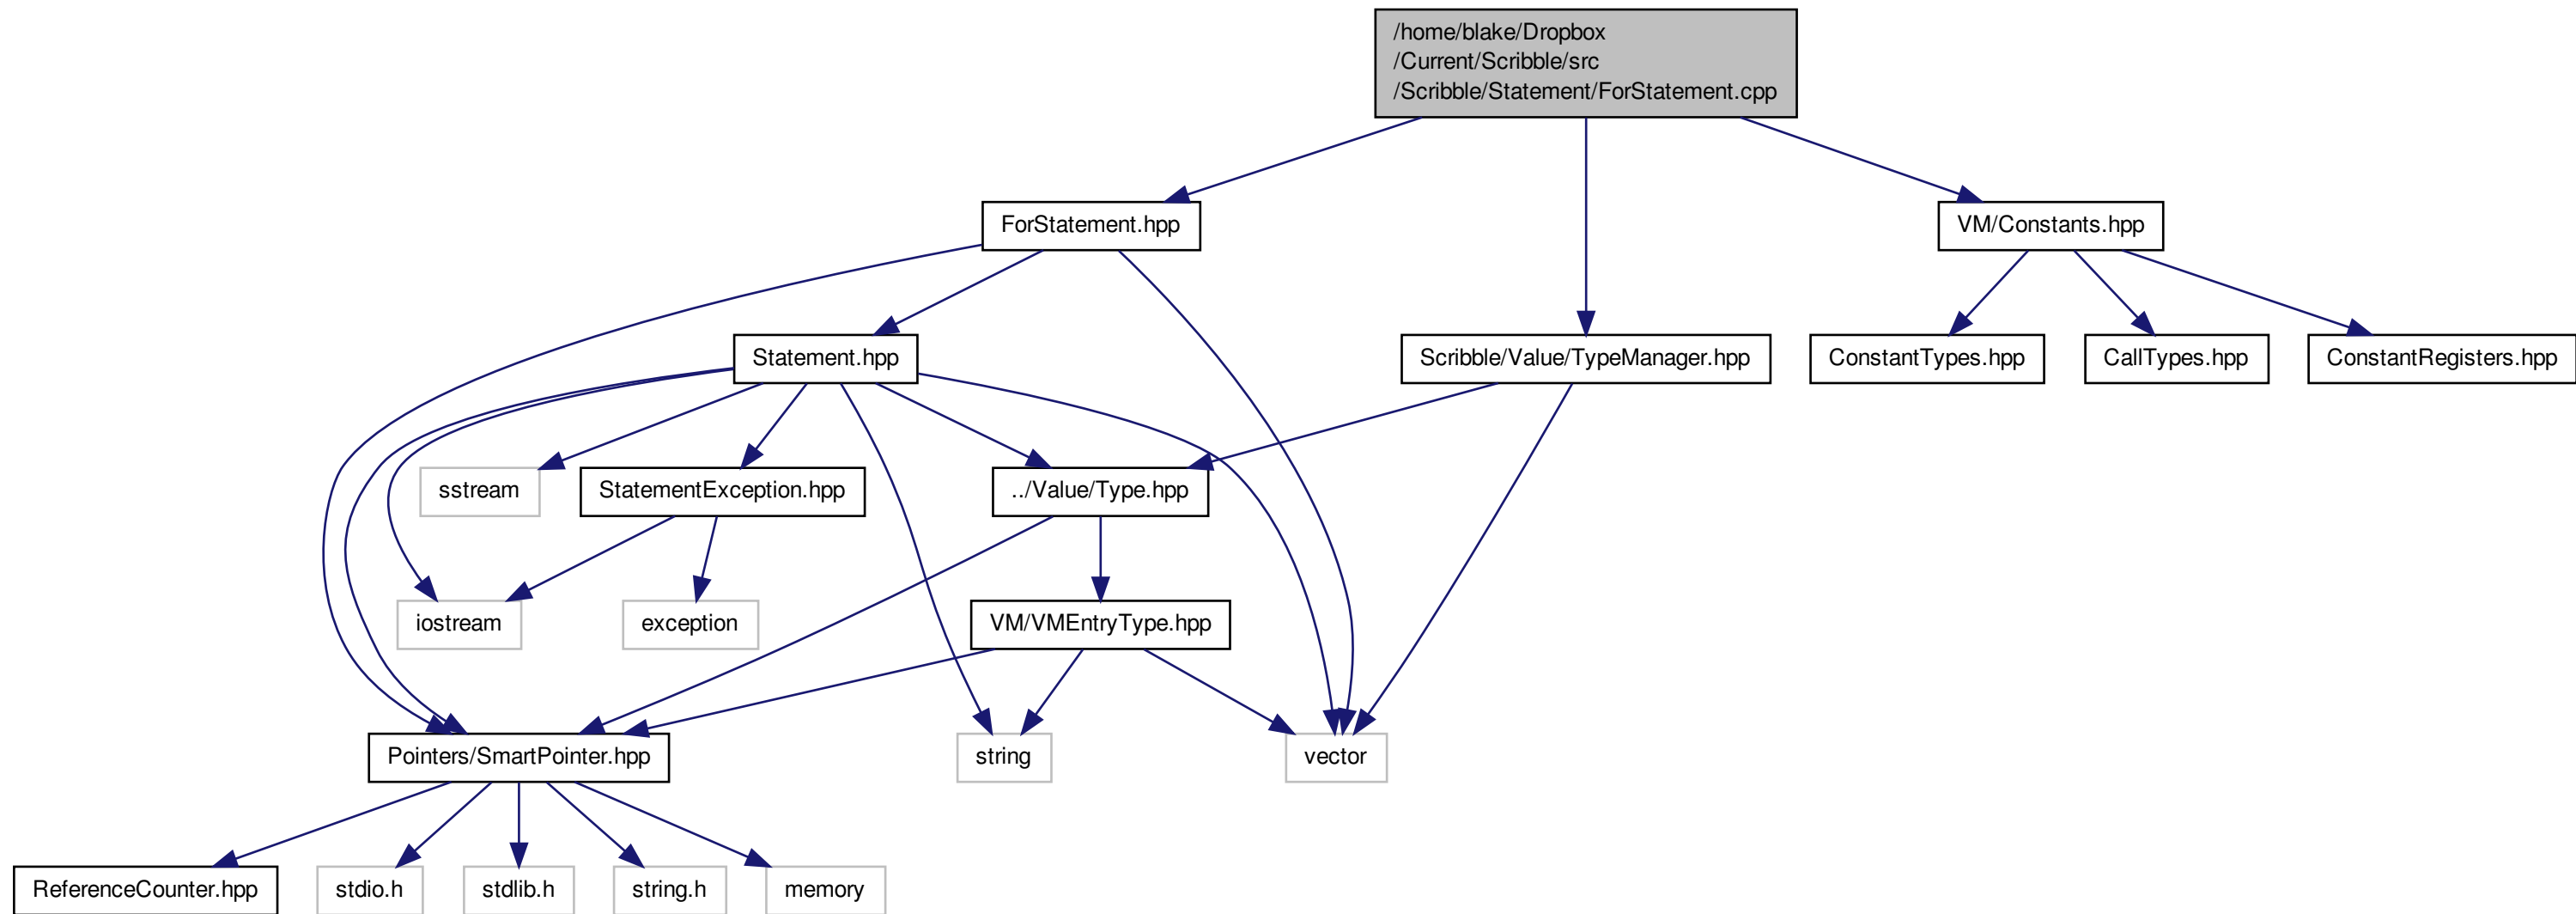 /home/blake/Dropbox
/Current/Scribble/src
/Scribble/Statement/ForStatement.cpp
ForStatement.hpp
VM/Constants.hpp
Statement.hpp
Scribble/Value/TypeManager.hpp
ConstantTypes.hpp
CallTypes.hpp
ConstantRegisters.hpp
sstream
StatementException.hpp
../Value/Type.hpp
iostream
exception
VM/VMEntryType.hpp
Pointers/SmartPointer.hpp
string
vector
ReferenceCounter.hpp
stdio.h
stdlib.h
string.h
memory